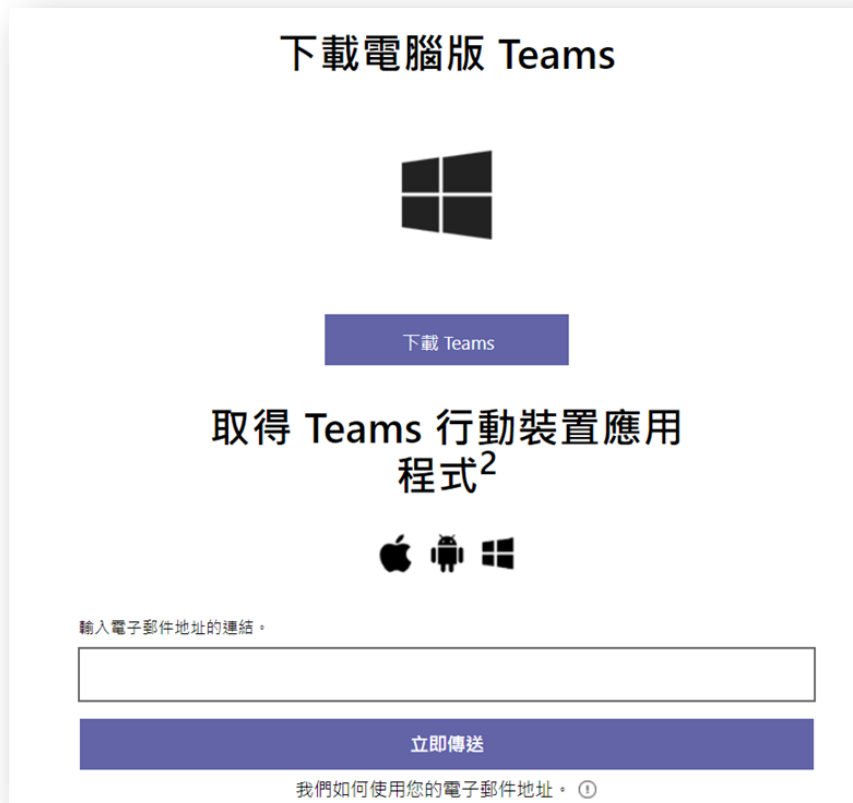 下載電腦版 Teams
下載 Teams
取得 Teams 行動裝置應用
程式2
輸入電子郵件地址的連結。
立即傳送
我們如何使用您的電子郵件地址。